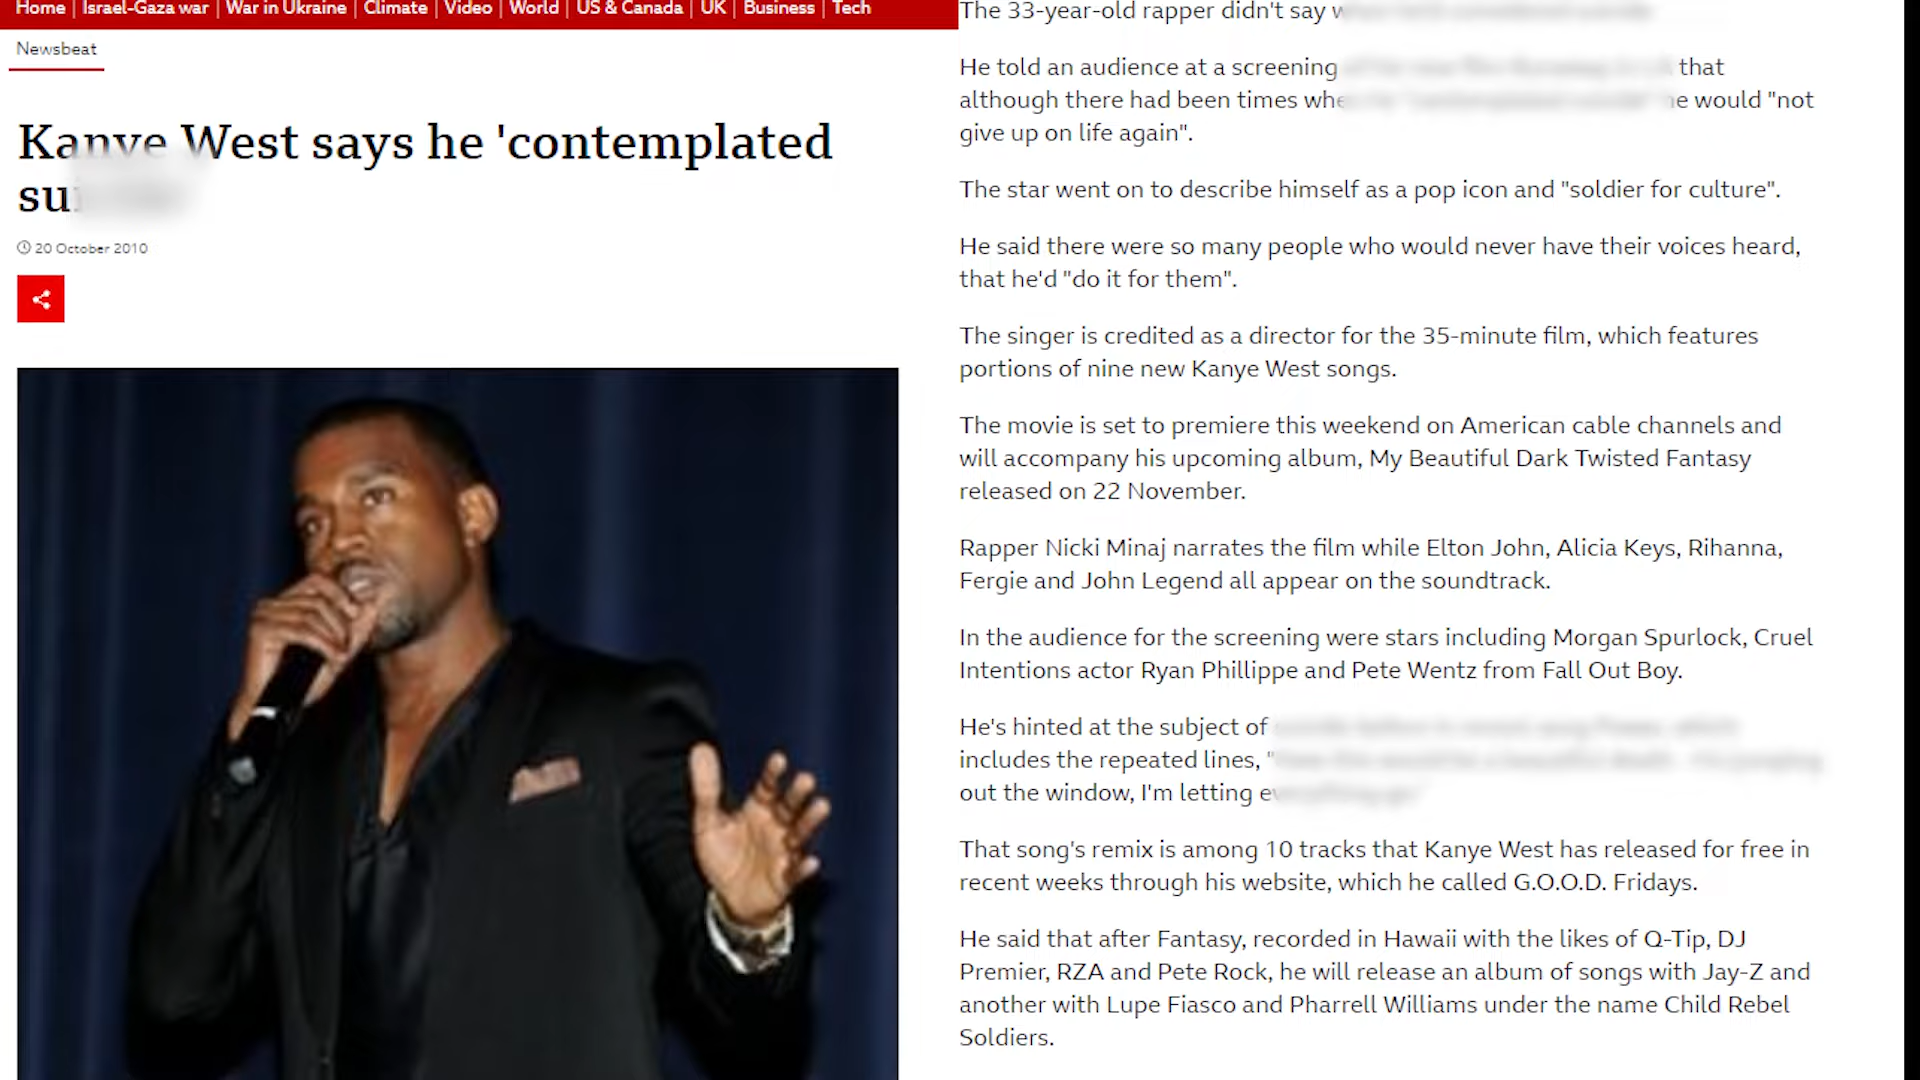 Home | Israel-Gaza war | War in Ukraine | Climate | Video | World | US & Canada | UK | Business | Tech
Newsbeat
Kanye West says he 'contemplated
20 October 2010
The 33-year-old rapper didn't say
He told an audience at a screening that
although there had been times he would "not
give up on life again".
The star went on to describe himself as a pop icon and "soldier for culture".
He said there were so many people who would never have their voices heard,
that he'd "do it for them".
The singer is credited as a director for the 35-minute film, which features
portions of nine new Kanye West songs.
The movie is set to premiere this weekend on American cable channels and
will accompany his upcoming album, My Beautiful Dark Twisted Fantasy
released on 22 November.
Rapper Nicki Minaj narrates the film while Elton John, Alicia Keys, Rihanna,
Fergie and John Legend all appear on the soundtrack.
In the audience for the screening were stars including Morgan Spurlock, Cruel
Intentions actor Ryan Phillippe and Pete Wentz from Fall Out Boy.
He's hinted at the subject of
includes the repeated lines, "
out the window, I'm letting
That song's remix is among 10 tracks that Kanye West has released for free in
recent weeks through his website, which he called G.O.O.D. Fridays.
He said that after Fantasy, recorded in Hawaii with the likes of Q-Tip, DJ
Premier, RZA and Pete Rock, he will release an album of songs with Jay-Z and
another with Lupe Fiasco and Pharrell Williams under the name Child Rebel
Soldiers.